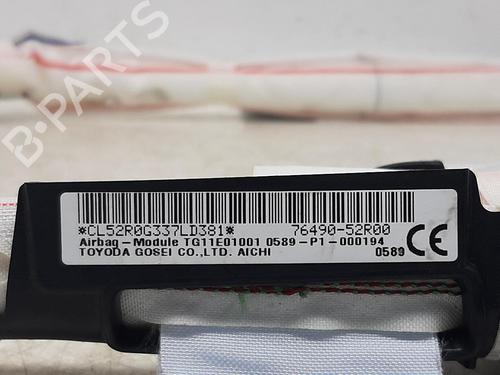 B-PARTS
*CL52R0G337LD381* 76490-52R00
Airbag-Module TG11E01001 0589-P1-000194
TOYODA GOSEI CO.,LTD. AICHI 0589 CE